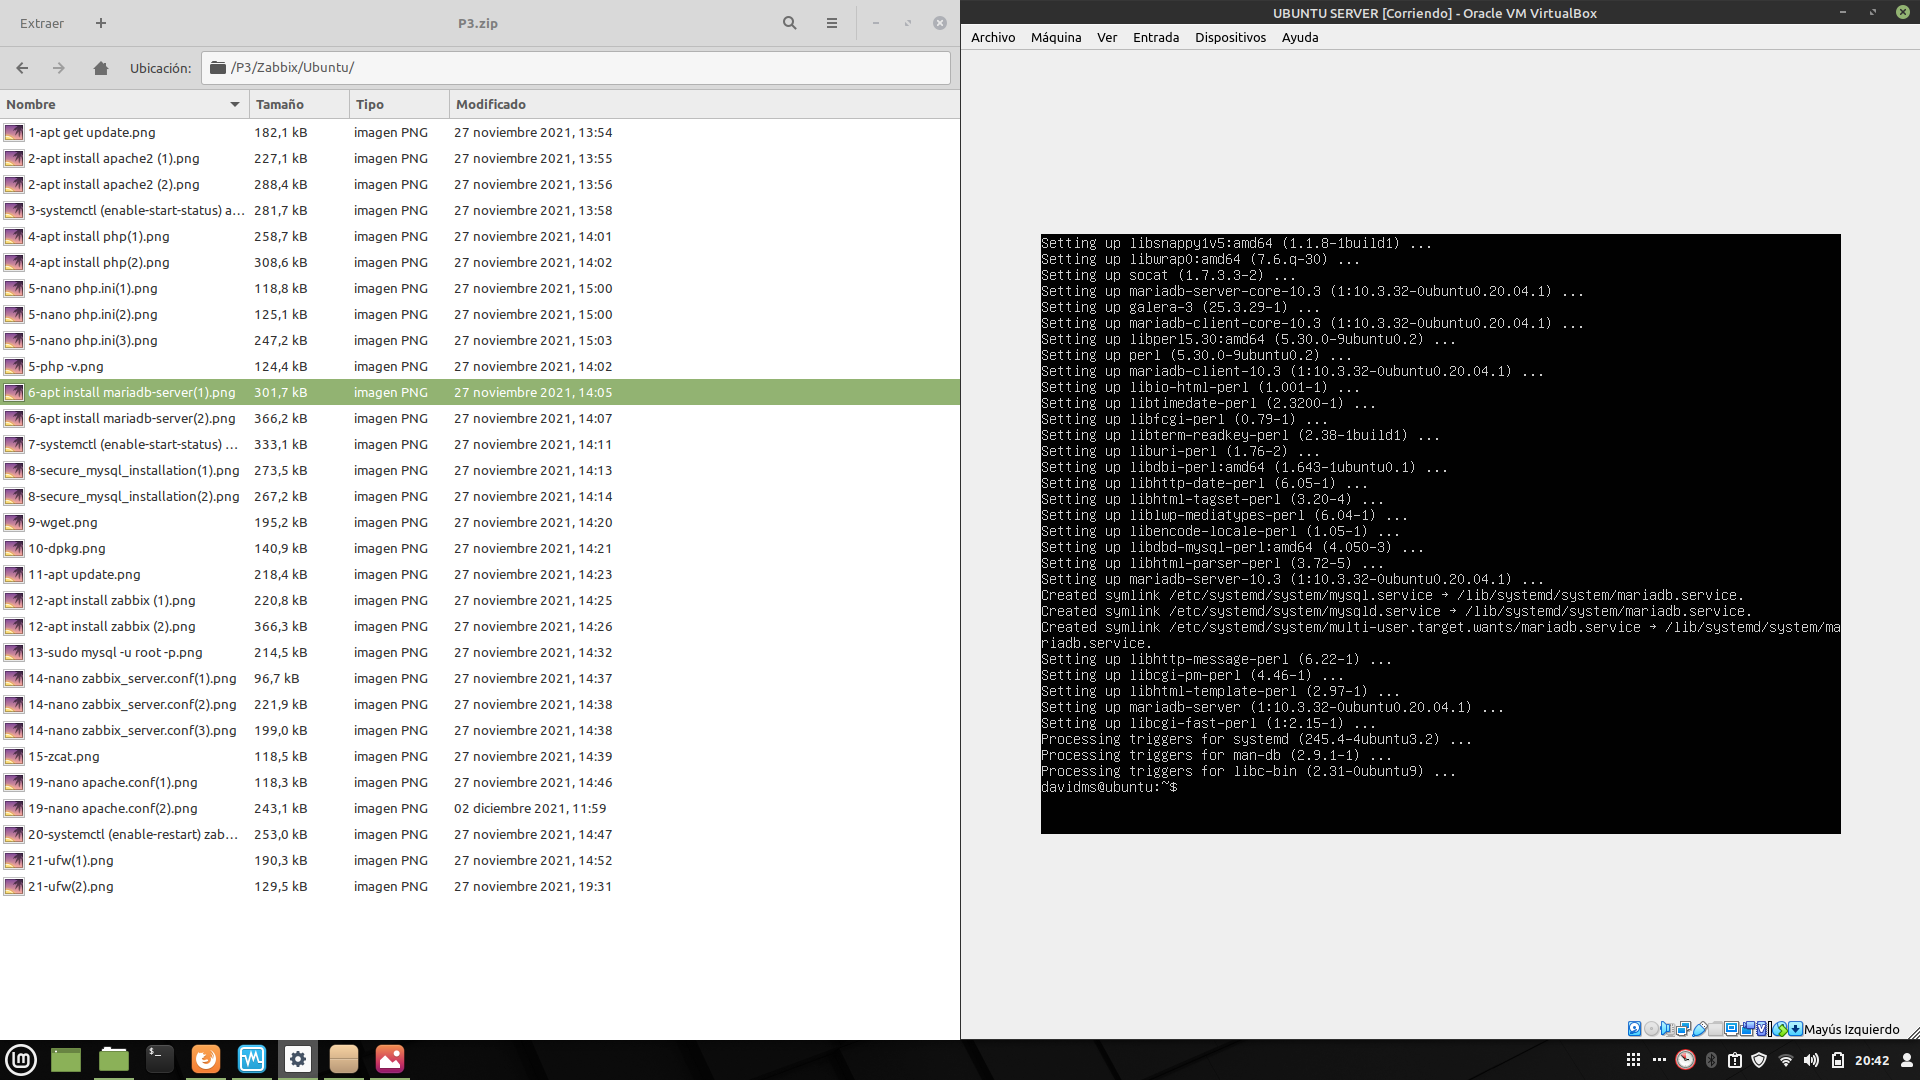 Extraer
P3.zip
Ubicación:
/P3/Zabbix/Ubuntu/
Nombre Tamaño Tipo Modificado
1-apt get update.png 182,1 kB imagen PNG 27 noviembre 2021, 13:54
2-apt install apache2 (1).png 227,1 kB imagen PNG 27 noviembre 2021, 13:55
2-apt install apache2 (2).png 288,4 kB imagen PNG 27 noviembre 2021, 13:56
3-systemctl (enable-start-status) a... 281,7 kB imagen PNG 27 noviembre 2021, 13:58
4-apt install php(1).png 258,7 kB imagen PNG 27 noviembre 2021, 14:01
4-apt install php(2).png 308,6 kB imagen PNG 27 noviembre 2021, 14:02
5-nano php.ini(1).png 118,8 kB imagen PNG 27 noviembre 2021, 15:00
5-nano php.ini(2).png 125,1 kB imagen PNG 27 noviembre 2021, 15:00
5-nano php.ini(3).png 247,2 kB imagen PNG 27 noviembre 2021, 15:03
5-php -v.png 124,4 kB imagen PNG 27 noviembre 2021, 14:02
6-apt install mariadb-server(1).png 301,7 kB imagen PNG 27 noviembre 2021, 14:05
6-apt install mariadb-server(2).png 366,2 kB imagen PNG 27 noviembre 2021, 14:07
7-systemctl (enable-start-status) ... 333,1 kB imagen PNG 27 noviembre 2021, 14:11
8-secure_mysql_installation(1).png 273,5 kB imagen PNG 27 noviembre 2021, 14:13
8-secure_mysql_installation(2).png 267,2 kB imagen PNG 27 noviembre 2021, 14:14
9-wget.png 195,2 kB imagen PNG 27 noviembre 2021, 14:20
10-dpkg.png 140,9 kB imagen PNG 27 noviembre 2021, 14:21
11-apt update.png 218,4 kB imagen PNG 27 noviembre 2021, 14:23
12-apt install zabbix (1).png 220,8 kB imagen PNG 27 noviembre 2021, 14:25
12-apt install zabbix (2).png 366,3 kB imagen PNG 27 noviembre 2021, 14:26
13-sudo mysql -u root -p.png 214,5 kB imagen PNG 27 noviembre 2021, 14:32
14-nano zabbix_server.conf(1).png 96,7 kB imagen PNG 27 noviembre 2021, 14:37
14-nano zabbix_server.conf(2).png 221,9 kB imagen PNG 27 noviembre 2021, 14:38
14-nano zabbix_server.conf(3).png 199,0 kB imagen PNG 27 noviembre 2021, 14:38
15-zcat.png 118,5 kB imagen PNG 27 noviembre 2021, 14:39
19-nano apache.conf(1).png 118,3 kB imagen PNG 27 noviembre 2021, 14:46
19-nano apache.conf(2).png 243,1 kB imagen PNG 02 diciembre 2021, 11:59
20-systemctl (enable-restart) zab... 253,0 kB imagen PNG 27 noviembre 2021, 14:47
21-ufw(1).png 190,3 kB imagen PNG 27 noviembre 2021, 14:52
21-ufw(2).png 129,5 kB imagen PNG 27 noviembre 2021, 19:31
UBUNTU SERVER [Corriendo] - Oracle VM VirtualBox
Archivo Máquina Ver Entrada Dispositivos Ayuda
Setting up libsnappy1v5:amd64 (1.1.8-1build1) ...
Setting up libwrap0:amd64 (7.6.q-30) ...
Setting up socat (1.7.3.3-2) ...
Setting up mariadb-server-core-10.3 (1:10.3.32-0ubuntu0.20.04.1) ...
Setting up galera-3 (25.3.29-1) ...
Setting up mariadb-client-core-10.3 (1:10.3.32-0ubuntu0.20.04.1) ...
Setting up libperl5.30:amd64 (5.30.0-9ubuntu0.2) ...
Setting up perl (5.30.0-9ubuntu0.2) ...
Setting up mariadb-client-10.3 (1:10.3.32-0ubuntu0.20.04.1) ...
Setting up libio-html-perl (1.001-1) ...
Setting up libtimedate-perl (2.3200-1) ...
Setting up libfcgi-perl (0.79-1) ...
Setting up libterm-readkey-perl (2.38-1build1) ...
Setting up liburi-perl (1.76-2) ...
Setting up libdbi-perl:amd64 (1.643-1ubuntu0.1) ...
Setting up libhttp-date-perl (6.05-1) ...
Setting up libhtml-tagset-perl (3.20-4) ...
Setting up liblwp-mediatypes-perl (6.04-1) ...
Setting up libencode-locale-perl (1.05-1) ...
Setting up libdbd-mysql-perl:amd64 (4.050-3) ...
Setting up libhtml-parser-perl (3.72-5) ...
Setting up mariadb-server-10.3 (1:10.3.32-0ubuntu0.20.04.1) ...
Created symlink /etc/systemd/system/mysql.service → /lib/systemd/system/mariadb.service.
Created symlink /etc/systemd/system/mysqld.service → /lib/systemd/system/mariadb.service.
Created symlink /etc/systemd/system/multi-user.target.wants/mariadb.service → /lib/systemd/system/ma
riadb.service.
Setting up libhttp-message-perl (6.22-1) ...
Setting up libcgi-pm-perl (4.46-1) ...
Setting up libhtml-template-perl (2.97-1) ...
Setting up mariadb-server (1:10.3.32-0ubuntu0.20.04.1) ...
Setting up libcgi-fast-perl (1:2.15-1) ...
Processing triggers for systemd (245.4-4ubuntu3.2) ...
Processing triggers for man-db (2.9.1-1) ...
Processing triggers for libc-bin (2.31-0ubuntu9) ...
davidms@ubuntu:~$
Mayús Izquierdo
20:42